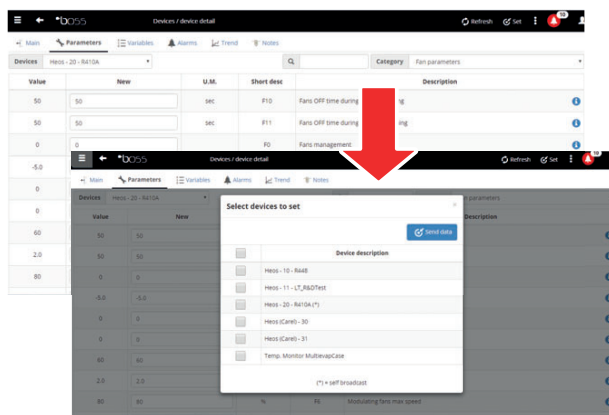 boss Devices / device detail Refresh Set 10
Main Parameters Variables Alarms Trend Notes
Devices Heos - 20 - R410A Category Fan parameters
Value New U.M. Short desc Description
50 50 sec F10 Fans OFF time during
50 50 sec F11 Fans OFF time during
0 0 F0 Fans management
-5.0
0
0
60
2.0
80
boss Devices / device detail Refresh Set 10
Main Parameters Variables Alarms Trend Notes
Devices Heos - 20 - R410A parameters
Value New Description
50 50
50 50
0 0
-5.0 -5.0
0 0
0 0
60 60
2.0 2.0
80 80 % F6 Modulating fans max speed
Select devices to set ×
Send data
Device description
Heos - 10 - R448
Heos - 11 - LT_R&DTest
Heos - 20 - R410A (*)
Heos (Carel) - 30
Heos (Carel) - 31
Temp. Monitor MultievapCase
(*) = self broadcast